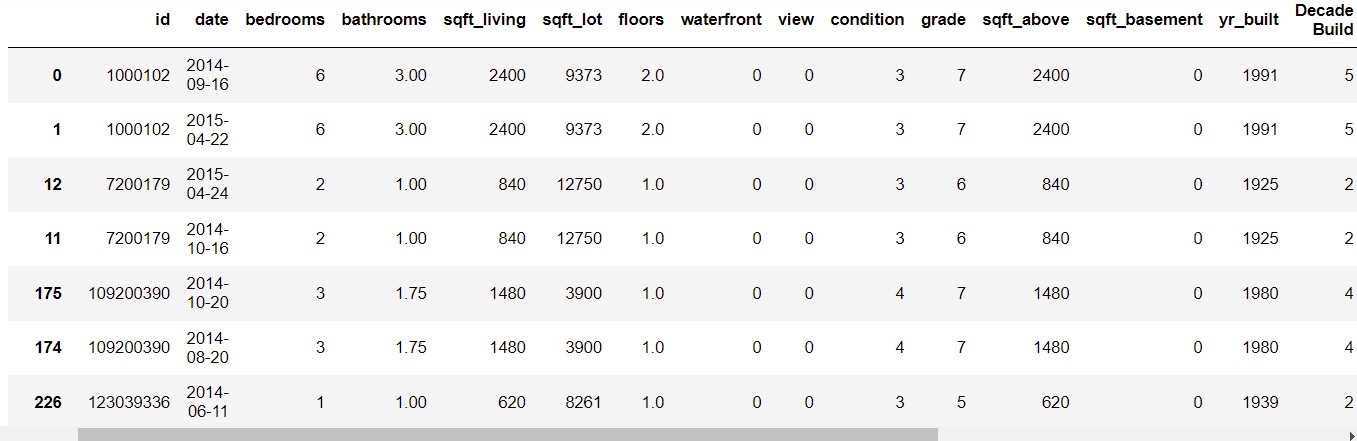 id date bedrooms bathrooms sqft_living sqft_lot floors waterfront view condition grade sqft_above sqft_basement yr_built Decade Build
0 1000102 2014-09-16 6 3.00 2400 9373 2.0 0 0 3 7 2400 0 1991 5
1 1000102 2015-04-22 6 3.00 2400 9373 2.0 0 0 3 7 2400 0 1991 5
12 7200179 2015-04-24 2 1.00 840 12750 1.0 0 0 3 6 840 0 1925 2
11 7200179 2014-10-16 2 1.00 840 12750 1.0 0 0 3 6 840 0 1925 2
175 109200390 2014-10-20 3 1.75 1480 3900 1.0 0 0 4 7 1480 0 1980 4
174 109200390 2014-08-20 3 1.75 1480 3900 1.0 0 0 4 7 1480 0 1980 4
226 123039336 2014-06-11 1 1.00 620 8261 1.0 0 0 3 5 620 0 1939 2